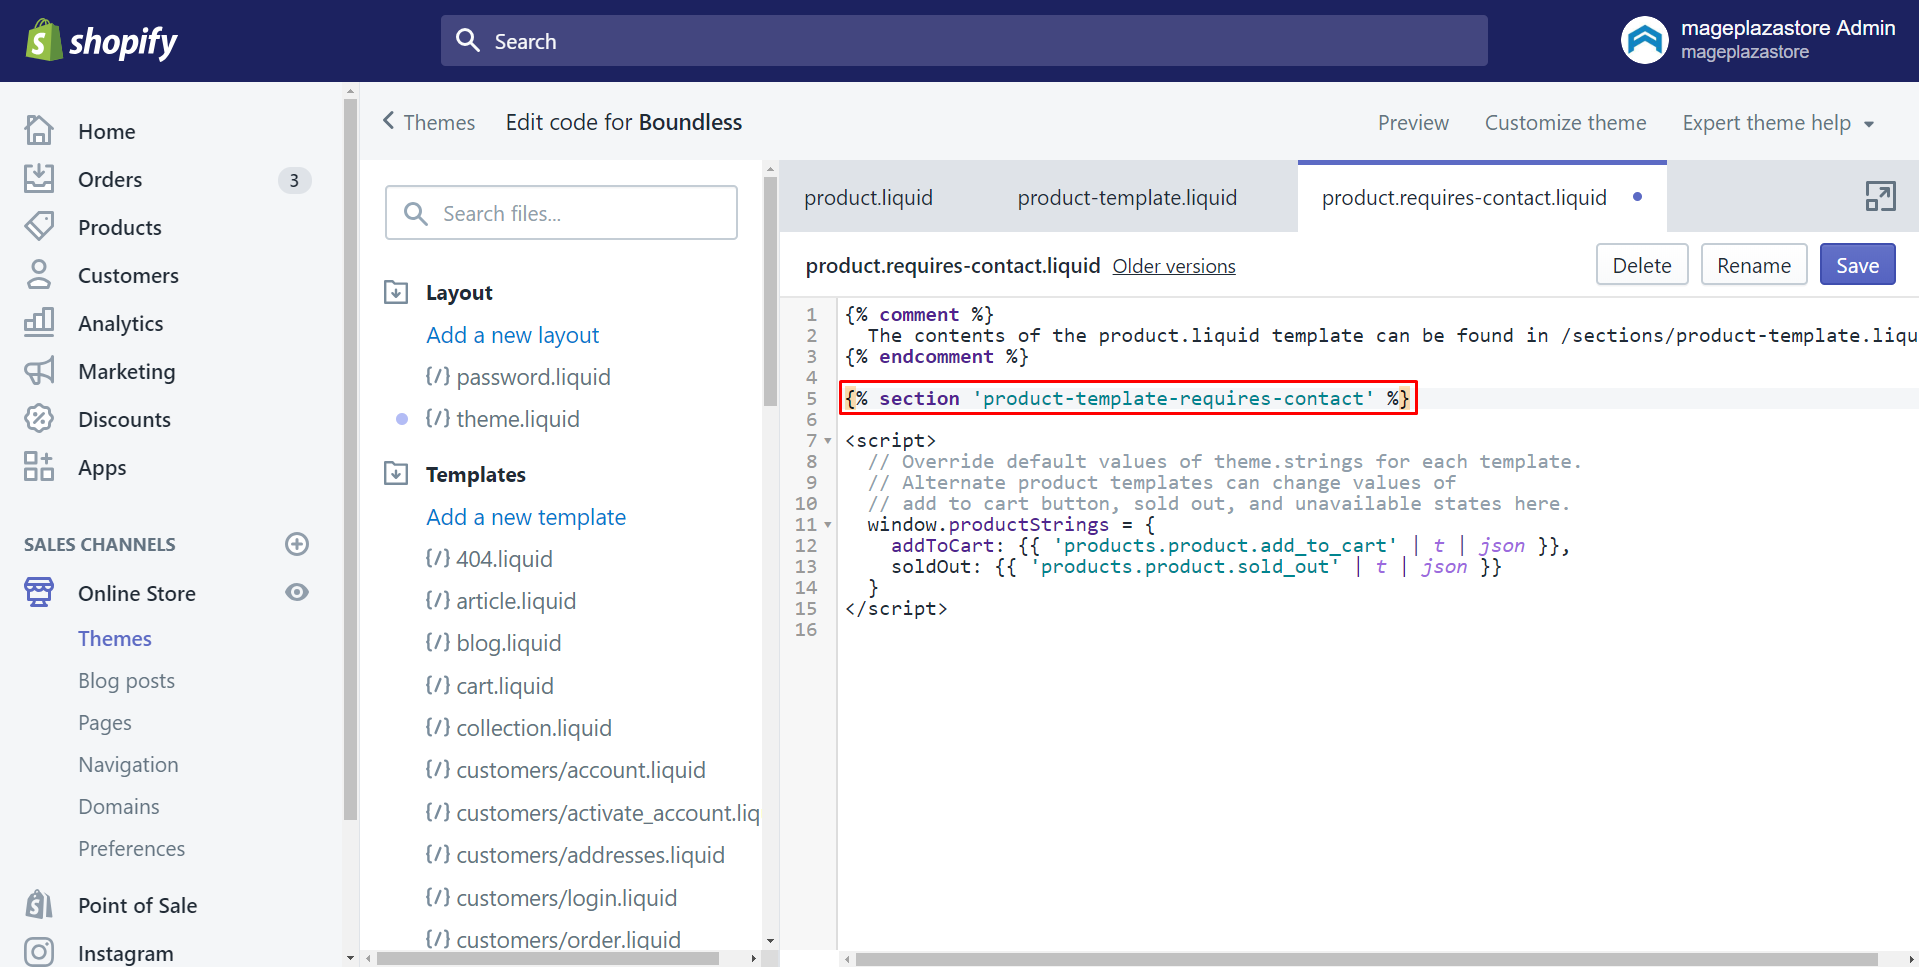 shopify
Search
mageplazastore Admin
mageplazastore
Home
Orders
3
Products
Customers
Analytics
Marketing
Discounts
Apps
SALES CHANNELS
Online Store
Themes
Blog posts
Pages
Navigation
Domains
Preferences
Point of Sale
Instagram
Themes
Edit code for Boundless
Preview
Customize theme
Expert theme help
Search files...
Layout
Add a new layout
{/} password.liquid
{/} theme.liquid
Templates
Add a new template
{/} 404.liquid
{/} article.liquid
{/} blog.liquid
{/} cart.liquid
{/} collection.liquid
{/} customers/account.liquid
{/} customers/activate_account.liq
{/} customers/addresses.liquid
{/} customers/login.liquid
{/} customers/order.liquid
product.liquid
product-template.liquid
product.requires-contact.liquid
product.requires-contact.liquid Older versions
Delete
Rename
Save
1 {% comment %}
2 The contents of the product.liquid template can be found in /sections/product-template.liqu
3 {% endcomment %}
4
5 {% section 'product-template-requires-contact' %}
6
7 <script>
8 // Override default values of theme.strings for each template.
9 // Alternate product templates can change values of
10 // add to cart button, sold out, and unavailable states here.
11 window.productStrings = {
12 addToCart: {{ 'products.product.add_to_cart' | t | json }},
13 soldOut: {{ 'products.product.sold_out' | t | json }}
14 }
15 </script>
16